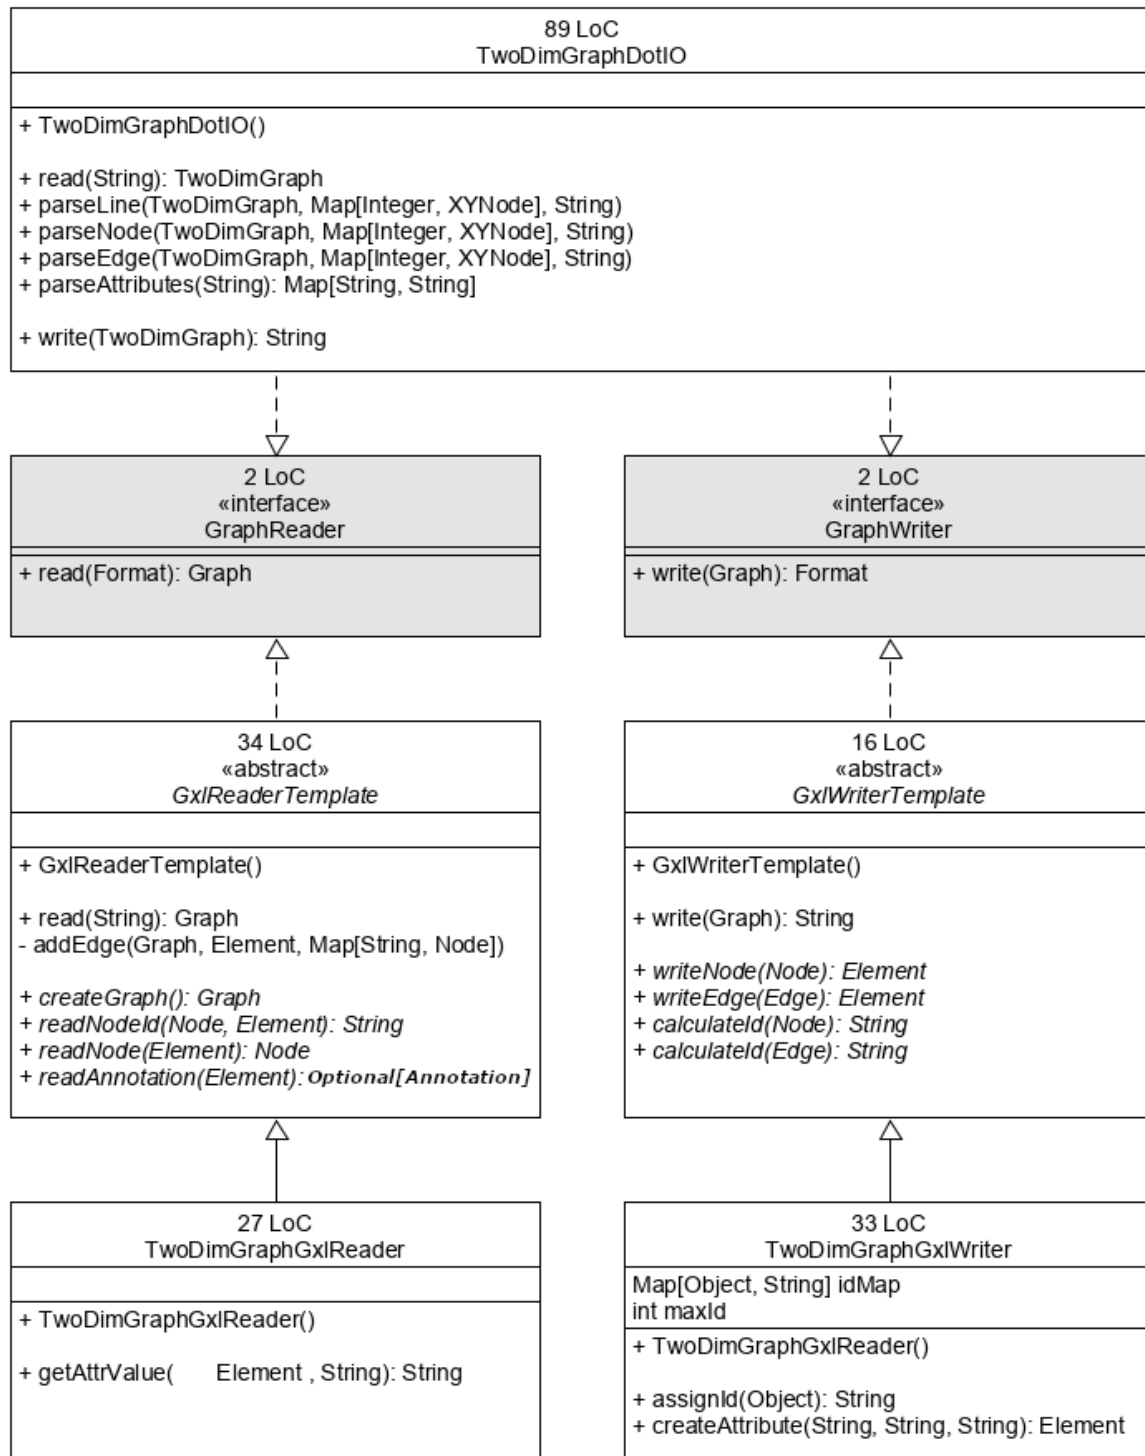 89 LoC
TwoDimGraphDotIO
+ TwoDimGraphDotIO()
+ read(String): TwoDimGraph
+ parseLine(TwoDimGraph, Map[Integer, XYNode], String)
+ parseNode(TwoDimGraph, Map[Integer, XYNode], String)
+ parseEdge(TwoDimGraph, Map[Integer, XYNode], String)
+ parseAttributes(String): Map[String, String]
+ write(TwoDimGraph): String
2 LoC
«interface»
GraphReader
+ read(Format): Graph
2 LoC
«interface»
GraphWriter
+ write(Graph): Format
34 LoC
«abstract»
GxlReaderTemplate
+ GxlReaderTemplate()
+ read(String): Graph
- addEdge(Graph, Element, Map[String, Node])
+ createGraph(): Graph
+ readNodeId(Node, Element): String
+ readNode(Element): Node
+ readAnnotation(Element): Optional[Annotation]
16 LoC
«abstract»
GxlWriterTemplate
+ GxlWriterTemplate()
+ write(Graph): String
+ writeNode(Node): Element
+ writeEdge(Edge): Element
+ calculateId(Node): String
+ calculateId(Edge): String
27 LoC
TwoDimGraphGxlReader
+ TwoDimGraphGxlReader()
+ getAttrValue( Element , String): String
33 LoC
TwoDimGraphGxlWriter
Map[Object, String] idMap
int maxId
+ TwoDimGraphGxlReader()
+ assignId(Object): String
+ createAttribute(String, String, String): Element